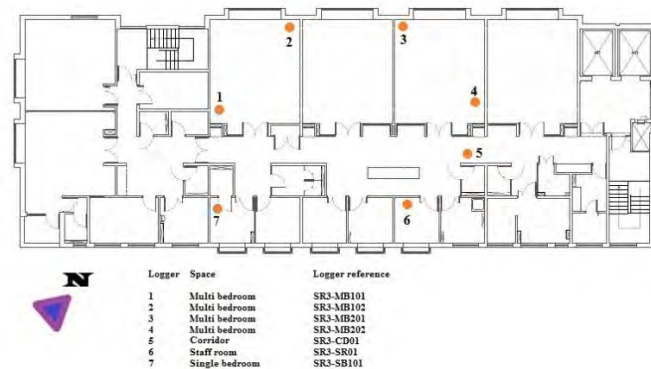 2
3
1
4
5
7
6
N
Logger Space Logger reference
1 Multi bedroom SR3-MB101
2 Multi bedroom SR3-MB102
3 Multi bedroom SR3-MB201
4 Multi bedroom SR3-MB202
5 Corridor SR3-CD01
6 Staff room SR3-SR01
7 Single bedroom SR3-SB101